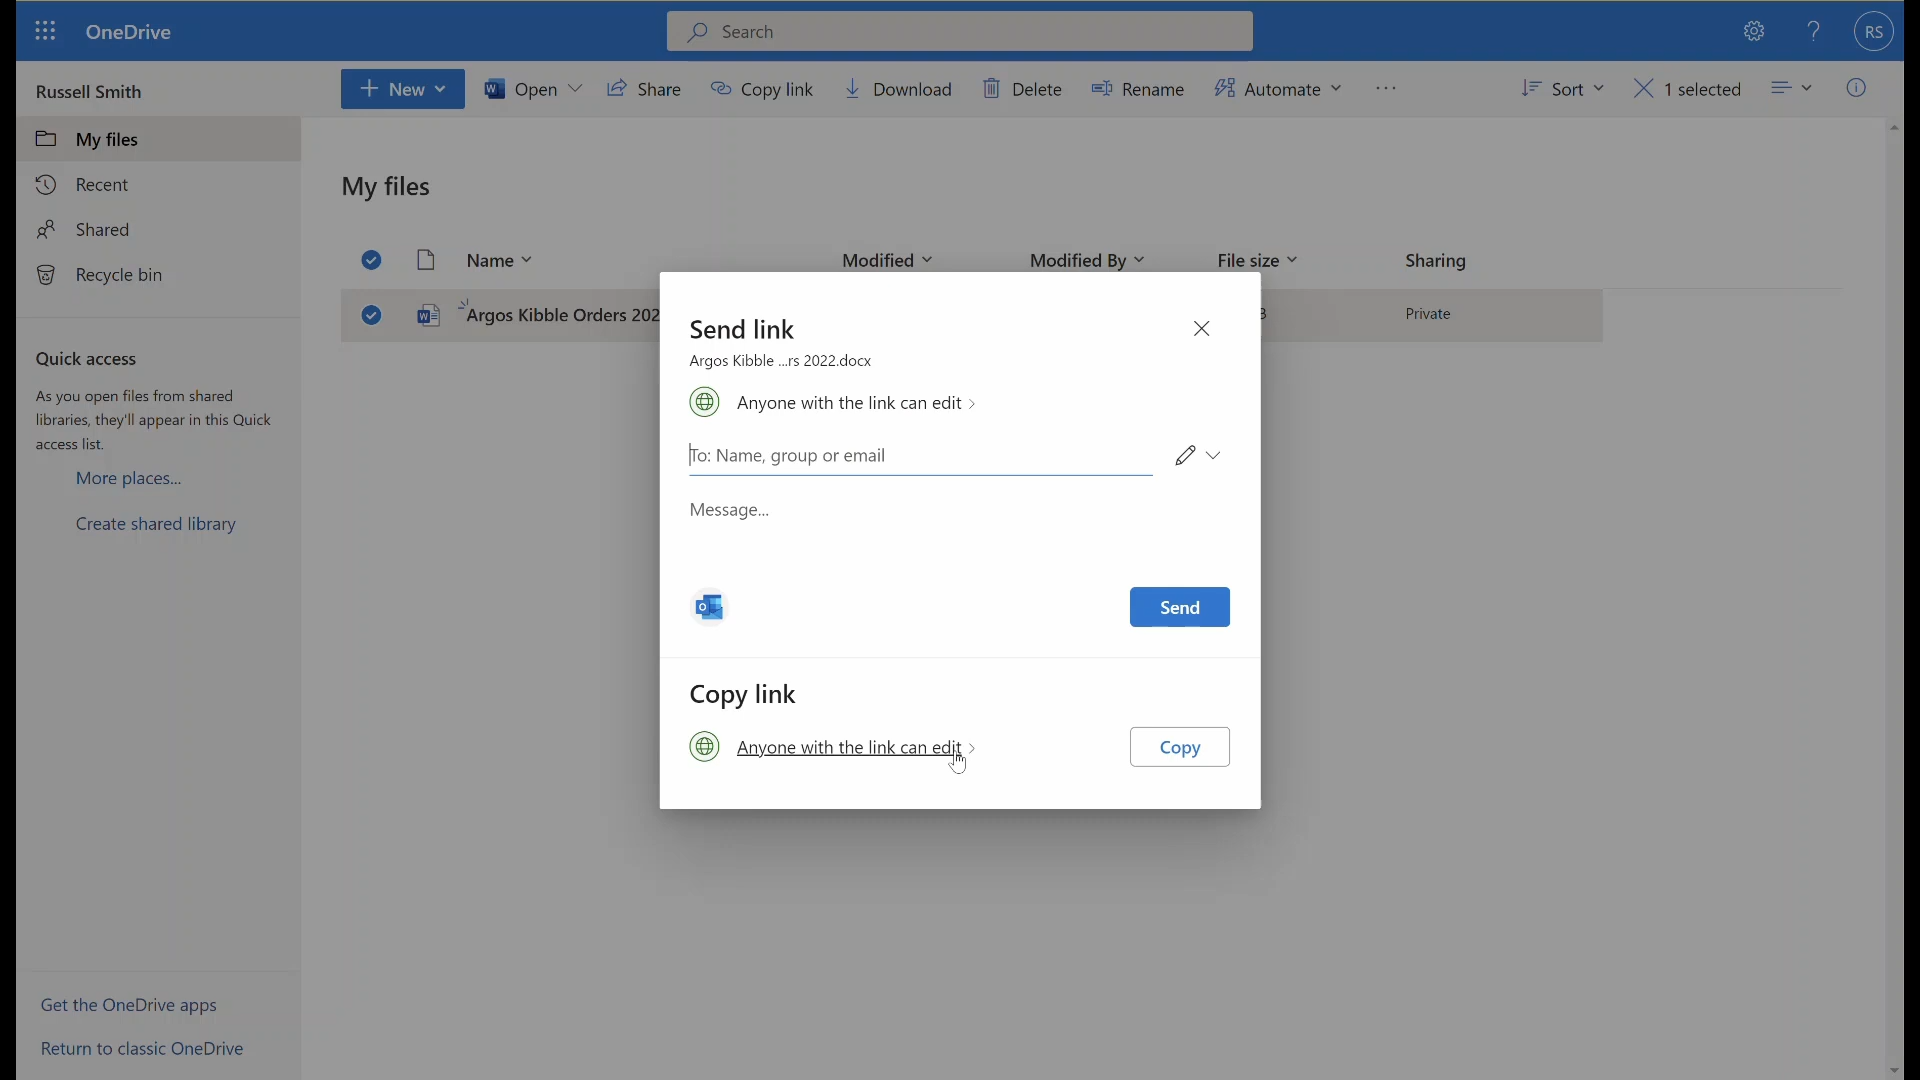 OneDrive
Search
RS
Russell Smith
New
Open
Share
Copy link
Download
Delete
Rename
Automate
Sort
1 selected
My files
Recent
Shared
Recycle bin
Quick access
As you open files from shared
libraries, they'll appear in this Quick
access list.
More places...
Create shared library
Get the OneDrive apps
Return to classic OneDrive
My files
Name
Modified
Modified By
File size
Sharing
Argos Kibble Orders 202
Private
Send link
Argos Kibble ...rs 2022.docx
Anyone with the link can edit
To: Name, group or email
Message...
Send
Copy link
Anyone with the link can edit
Copy